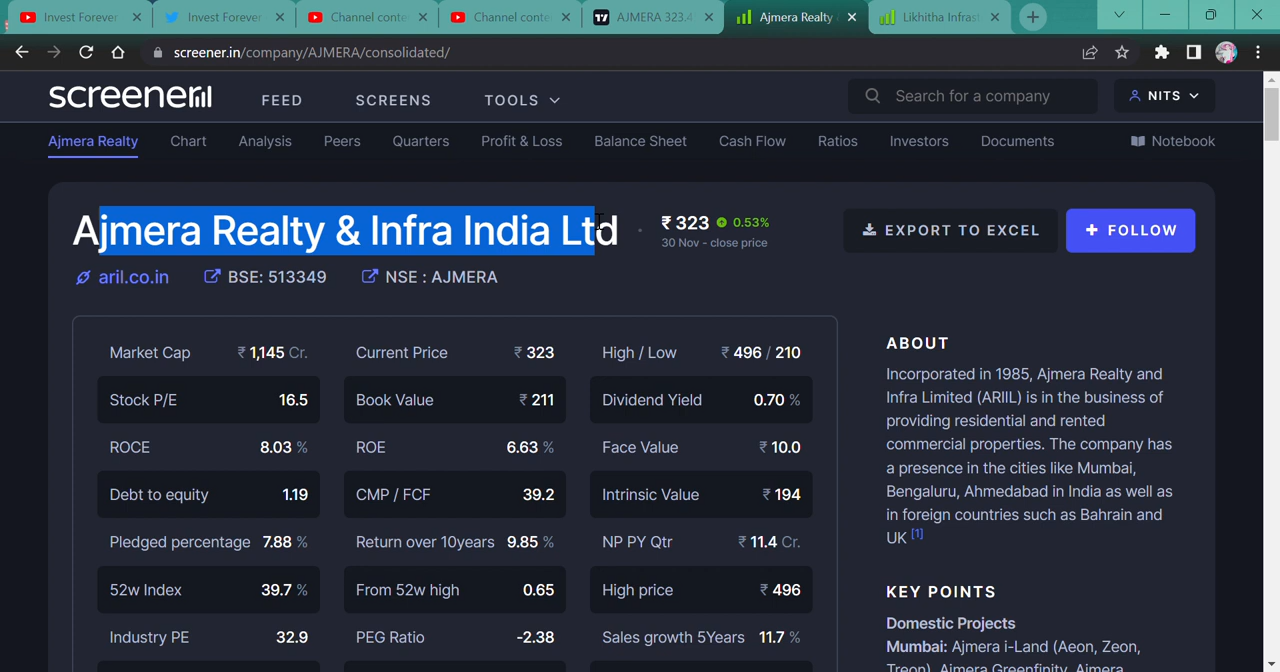 Invest Forever
Invest Forever
Channel conte
Channel conte
AJMERA 323.4
Ajmera Realty
Likhitha Infras
screener.in/company/AJMERA/consolidated/
screener
FEED
SCREENS
TOOLS
Search for a company
NITS
Ajmera Realty
Chart
Analysis
Peers
Quarters
Profit & Loss
Balance Sheet
Cash Flow
Ratios
Investors
Documents
Notebook
Ajmera Realty & Infra India Ltd
₹ 323 0.53%
30 Nov - close price
EXPORT TO EXCEL
+ FOLLOW
aril.co.in
BSE: 513349
NSE : AJMERA
Market Cap ₹ 1,145 Cr.
Current Price ₹ 323
High / Low ₹ 496 / 210
Stock P/E 16.5
Book Value ₹ 211
Dividend Yield 0.70 %
ROCE 8.03 %
ROE 6.63 %
Face Value ₹ 10.0
Debt to equity 1.19
CMP / FCF 39.2
Intrinsic Value ₹ 194
Pledged percentage 7.88 %
Return over 10years 9.85 %
NP PY Qtr ₹ 11.4 Cr.
52w Index 39.7 %
From 52w high 0.65
High price ₹ 496
Industry PE 32.9
PEG Ratio -2.38
Sales growth 5Years 11.7 %
ABOUT
Incorporated in 1985, Ajmera Realty and
Infra Limited (ARIIL) is in the business of
providing residential and rented
commercial properties. The company has
a presence in the cities like Mumbai,
Bengaluru, Ahmedabad in India as well as
in foreign countries such as Bahrain and
UK [1]
KEY POINTS
Domestic Projects
Mumbai: Ajmera i-Land (Aeon, Zeon,
Treon), Ajmera Greenfinity, Ajmera